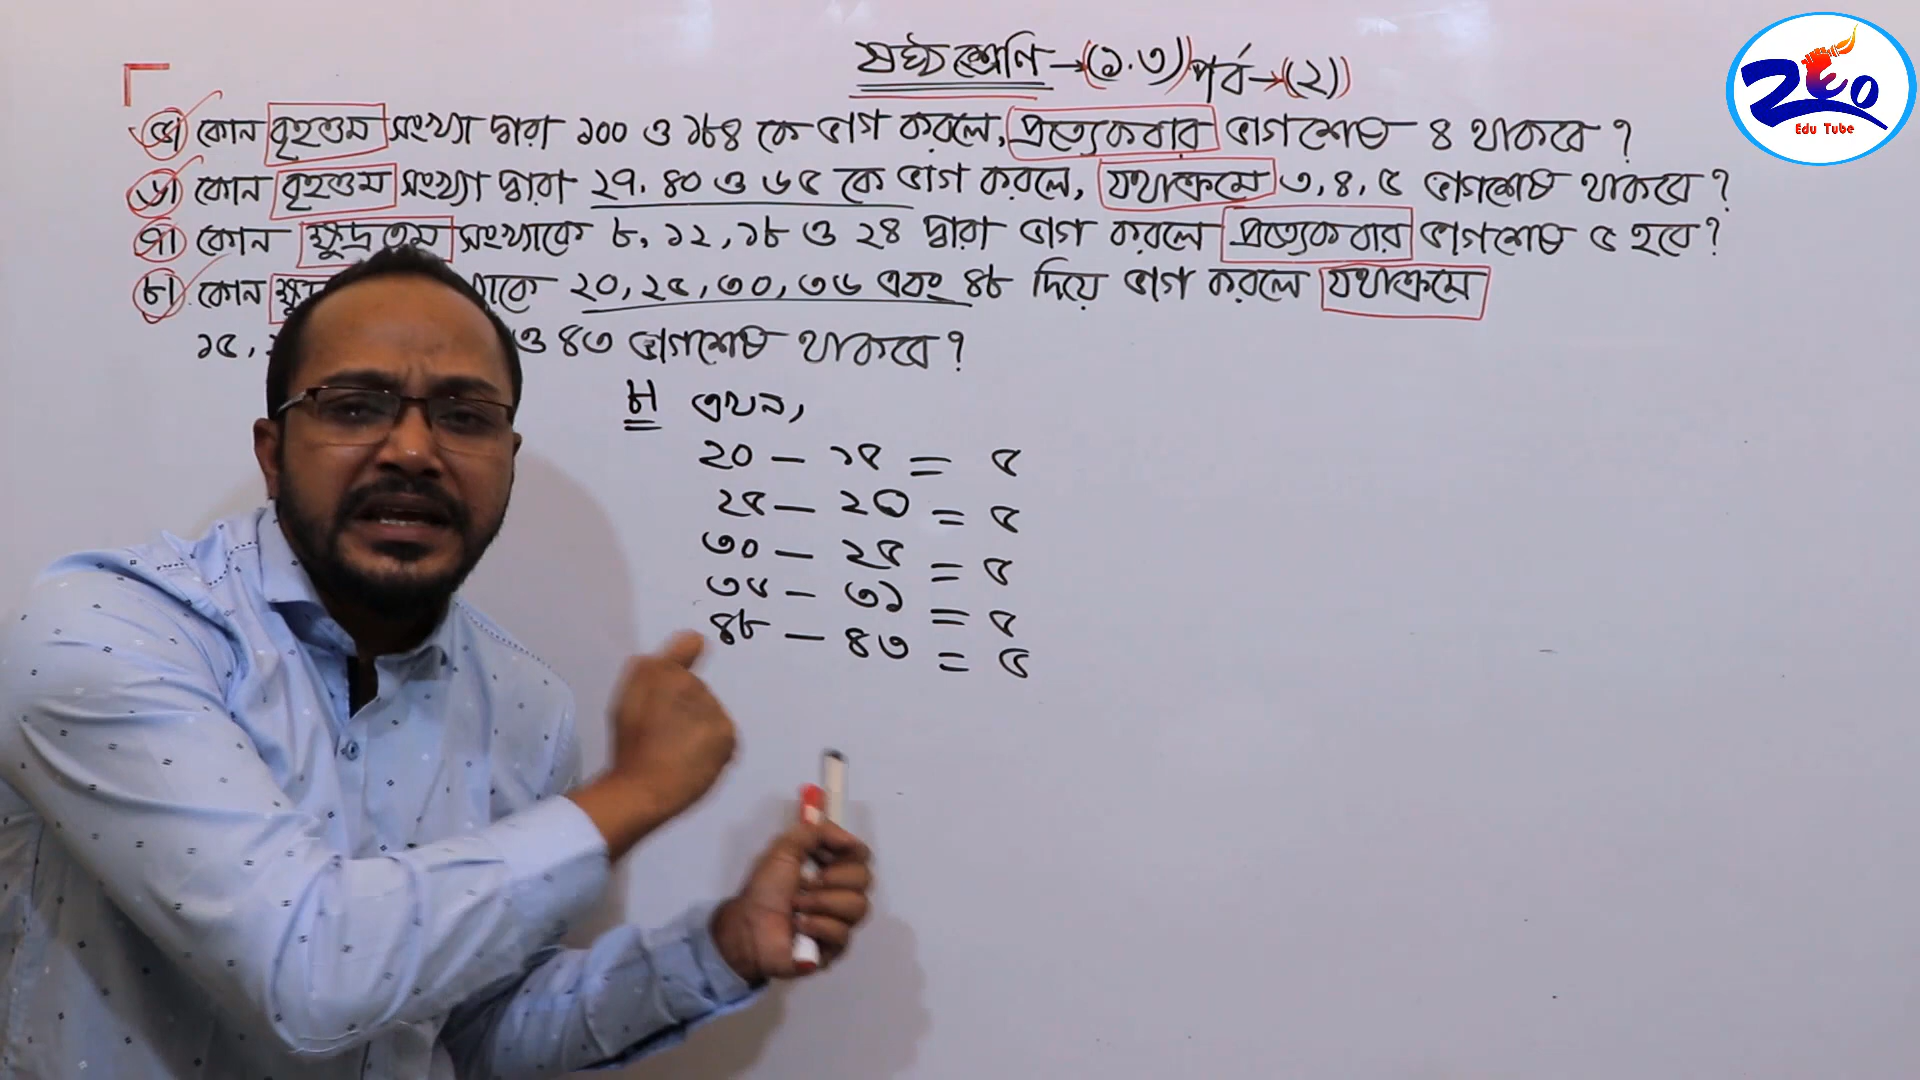 ষষ্ঠ শ্রেণি → (১.৩) পর্ব → (২)
৫। কোন বৃহত্তম সংখ্যা দ্বারা ১০০ ও ১৮৪ কে ভাগ করলে, প্রত্যেকবার ভাগশেষ ৪ থাকবে ?
৬। কোন বৃহত্তম সংখ্যা দ্বারা ২৭, ৪০ ও ৬৫ কে ভাগ করলে, যথাক্রমে ৩, ৪, ৫ ভাগশেষ থাকবে ?
৭। কোন ক্ষুদ্রতম সংখ্যাকে ৮, ১২, ১৮ ও ২৪ দ্বারা ভাগ করলে প্রত্যেকবার ভাগশেষ ৫ হবে ?
৮। কোন ২০, ২৫, ৩০, ৩৬ এবং ৪৮ দিয়ে ভাগ করলে যথাক্রমে
১৫, ও ৪৩ ভাগশেষ থাকবে ?
৮। এখন,
২০ – ১৫ = ৫
২৫ – ২০ = ৫
৩০ – ২৫ = ৫
৩৬ – ৩১ = ৫
৪৮ – ৪৩ = ৫
ZEO
Edu Tube